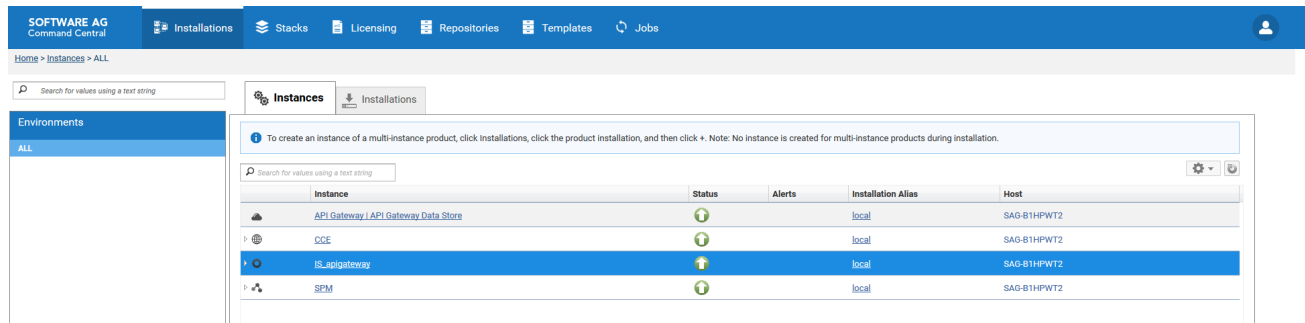 SOFTWARE AG
Command Central
Installations Stacks Licensing Repositories Templates Jobs
Home > Instances > ALL
Search for values using a text string
Environments
ALL
Instances Installations
To create an instance of a multi-instance product, click Installations, click the product installation, and then click +. Note: No instance is created for multi-instance products during installation.
Search for values using a text string
Instance Status Alerts Installation Alias Host
API Gateway | API Gateway Data Store local SAG-B1HPWT2
CCE local SAG-B1HPWT2
IS_apigateway local SAG-B1HPWT2
SPM local SAG-B1HPWT2